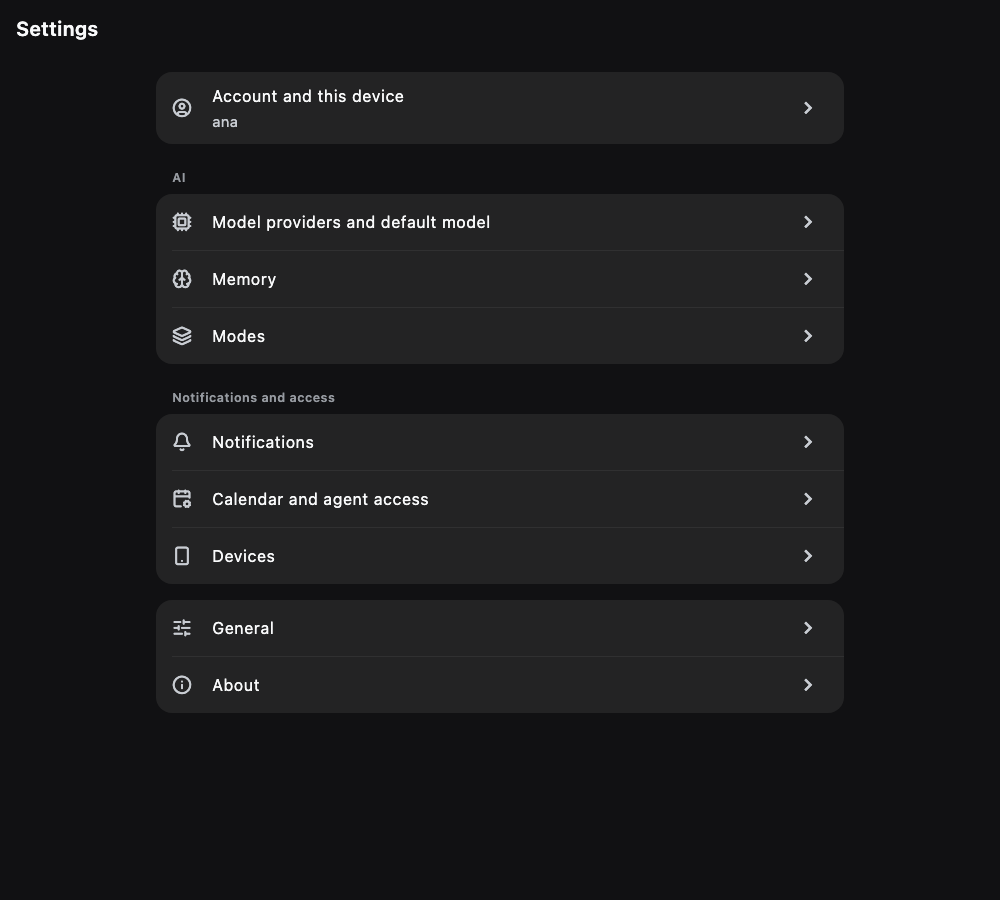 Settings
Account and this device
ana
AI
Model providers and default model
Memory
Modes
Notifications and access
Notifications
Calendar and agent access
Devices
General
About